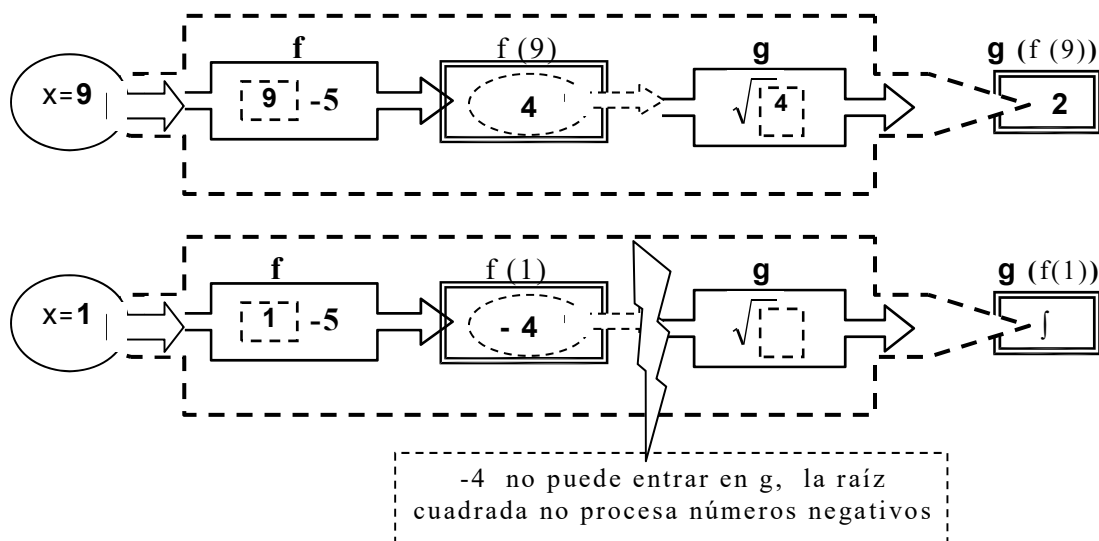 f f (9) g g (f (9))
x=9 9 -5 4 √4 2
f f (1) g g (f(1))
x=1 1 -5 - 4 √ ∫
-4 no puede entrar en g, la raíz
cuadrada no procesa números negativos